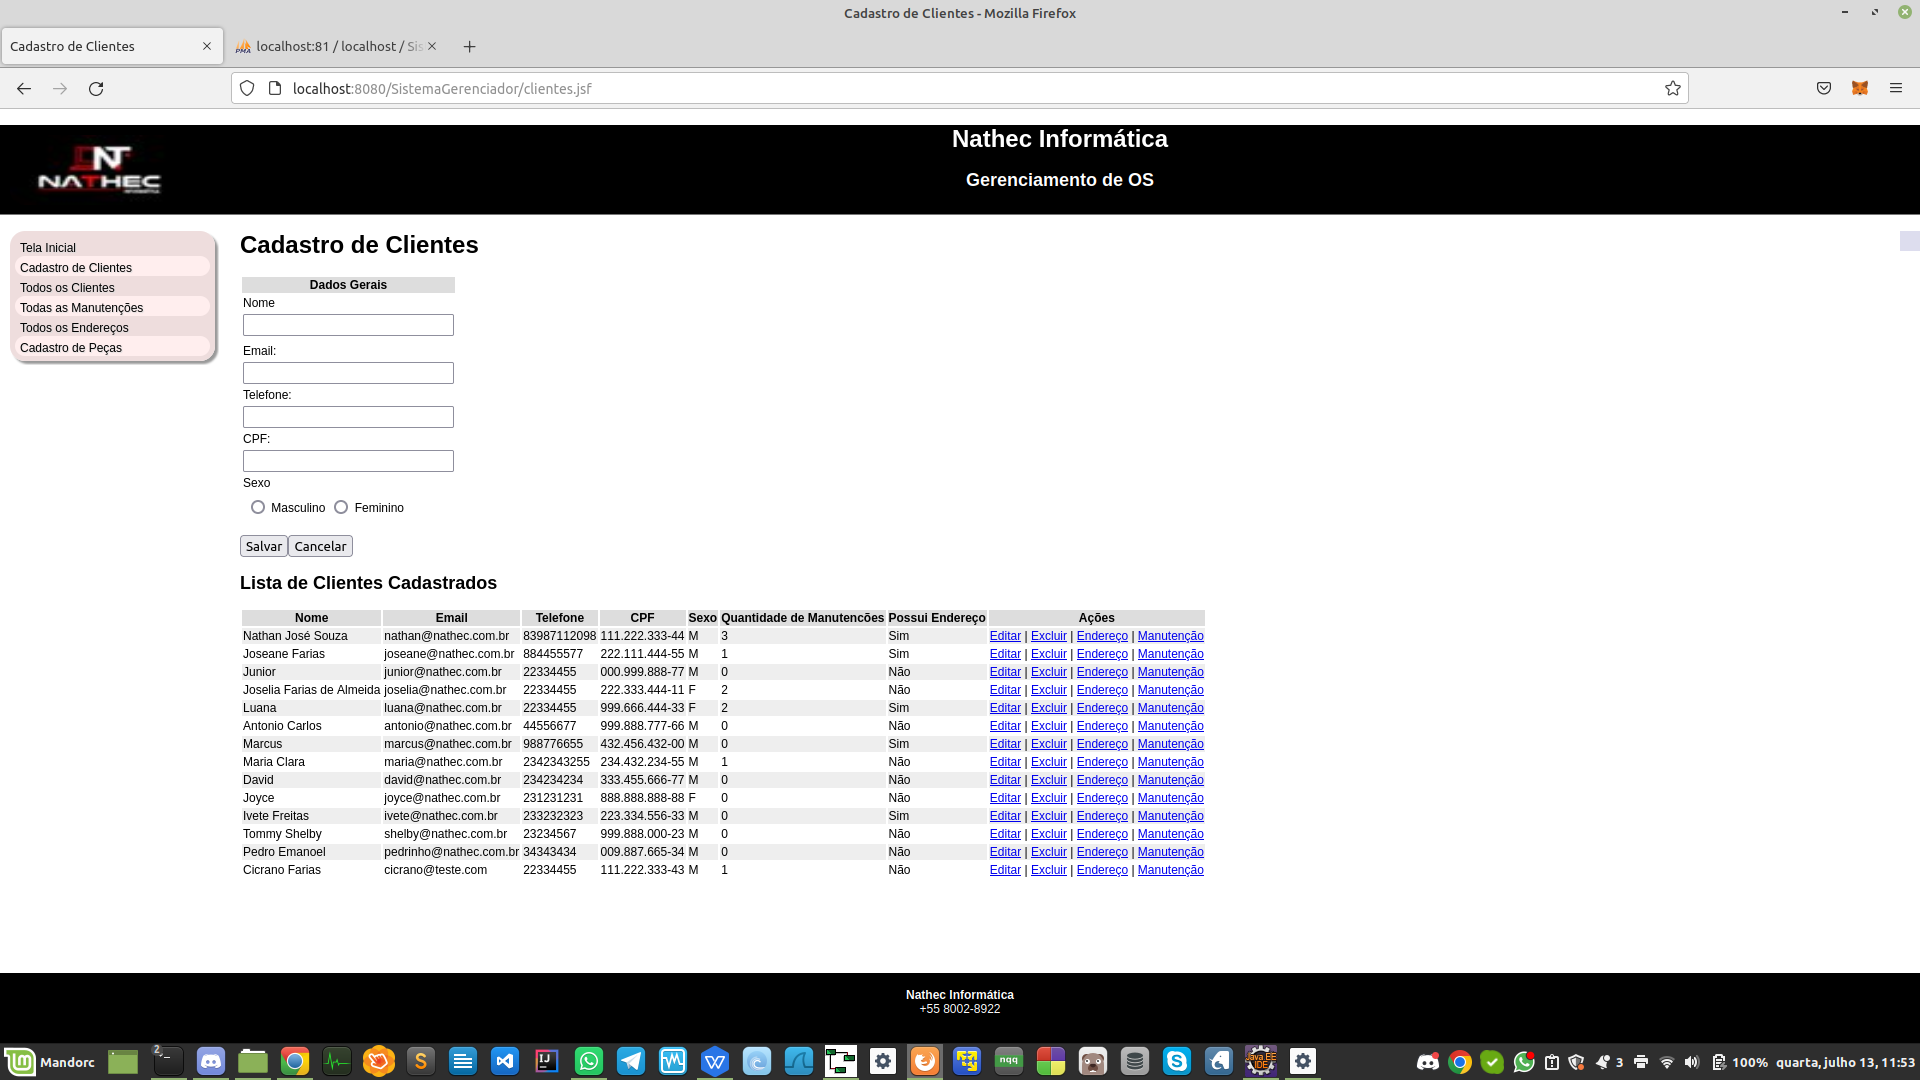 Cadastro de Clientes - Mozilla Firefox
Cadastro de Clientes
localhost:81 / localhost / Sis
localhost:8080/SistemaGerenciador/clientes.jsf
NATHEC
Nathec Informática
Gerenciamento de OS
Tela Inicial
Cadastro de Clientes
Todos os Clientes
Todas as Manutenções
Todos os Endereços
Cadastro de Peças
Cadastro de Clientes
Dados Gerais
Nome
Email:
Telefone:
CPF:
Sexo
Masculino Feminino
Salvar Cancelar
Lista de Clientes Cadastrados
Nome Email Telefone CPF Sexo Quantidade de Manutencões Possui Endereço Ações
Nathan José Souza nathan@nathec.com.br 83987112098 111.222.333-44 M 3 Sim Editar | Excluir | Endereço | Manutenção
Joseane Farias joseane@nathec.com.br 884455577 222.111.444-55 M 1 Sim Editar | Excluir | Endereço | Manutenção
Junior junior@nathec.com.br 22334455 000.999.888-77 M 0 Não Editar | Excluir | Endereço | Manutenção
Joselia Farias de Almeida joselia@nathec.com.br 22334455 222.333.444-11 F 2 Não Editar | Excluir | Endereço | Manutenção
Luana luana@nathec.com.br 22334455 999.666.444-33 F 2 Sim Editar | Excluir | Endereço | Manutenção
Antonio Carlos antonio@nathec.com.br 44556677 999.888.777-66 M 0 Não Editar | Excluir | Endereço | Manutenção
Marcus marcus@nathec.com.br 988776655 432.456.432-00 M 0 Sim Editar | Excluir | Endereço | Manutenção
Maria Clara maria@nathec.com.br 2342343255 234.432.234-55 M 1 Não Editar | Excluir | Endereço | Manutenção
David david@nathec.com.br 234234234 333.455.666-77 M 0 Não Editar | Excluir | Endereço | Manutenção
Joyce joyce@nathec.com.br 231231231 888.888.888-88 F 0 Não Editar | Excluir | Endereço | Manutenção
Ivete Freitas ivete@nathec.com.br 233232323 223.334.556-33 M 0 Sim Editar | Excluir | Endereço | Manutenção
Tommy Shelby shelby@nathec.com.br 23234567 999.888.000-23 M 0 Não Editar | Excluir | Endereço | Manutenção
Pedro Emanoel pedrinho@nathec.com.br 34343434 009.887.665-34 M 0 Não Editar | Excluir | Endereço | Manutenção
Cicrano Farias cicrano@teste.com 22334455 111.222.333-43 M 1 Não Editar | Excluir | Endereço | Manutenção
Nathec Informática
+55 8002-8922
Mandorc 2 nqq Java EE IDE 3 100% quarta, julho 13, 11:53